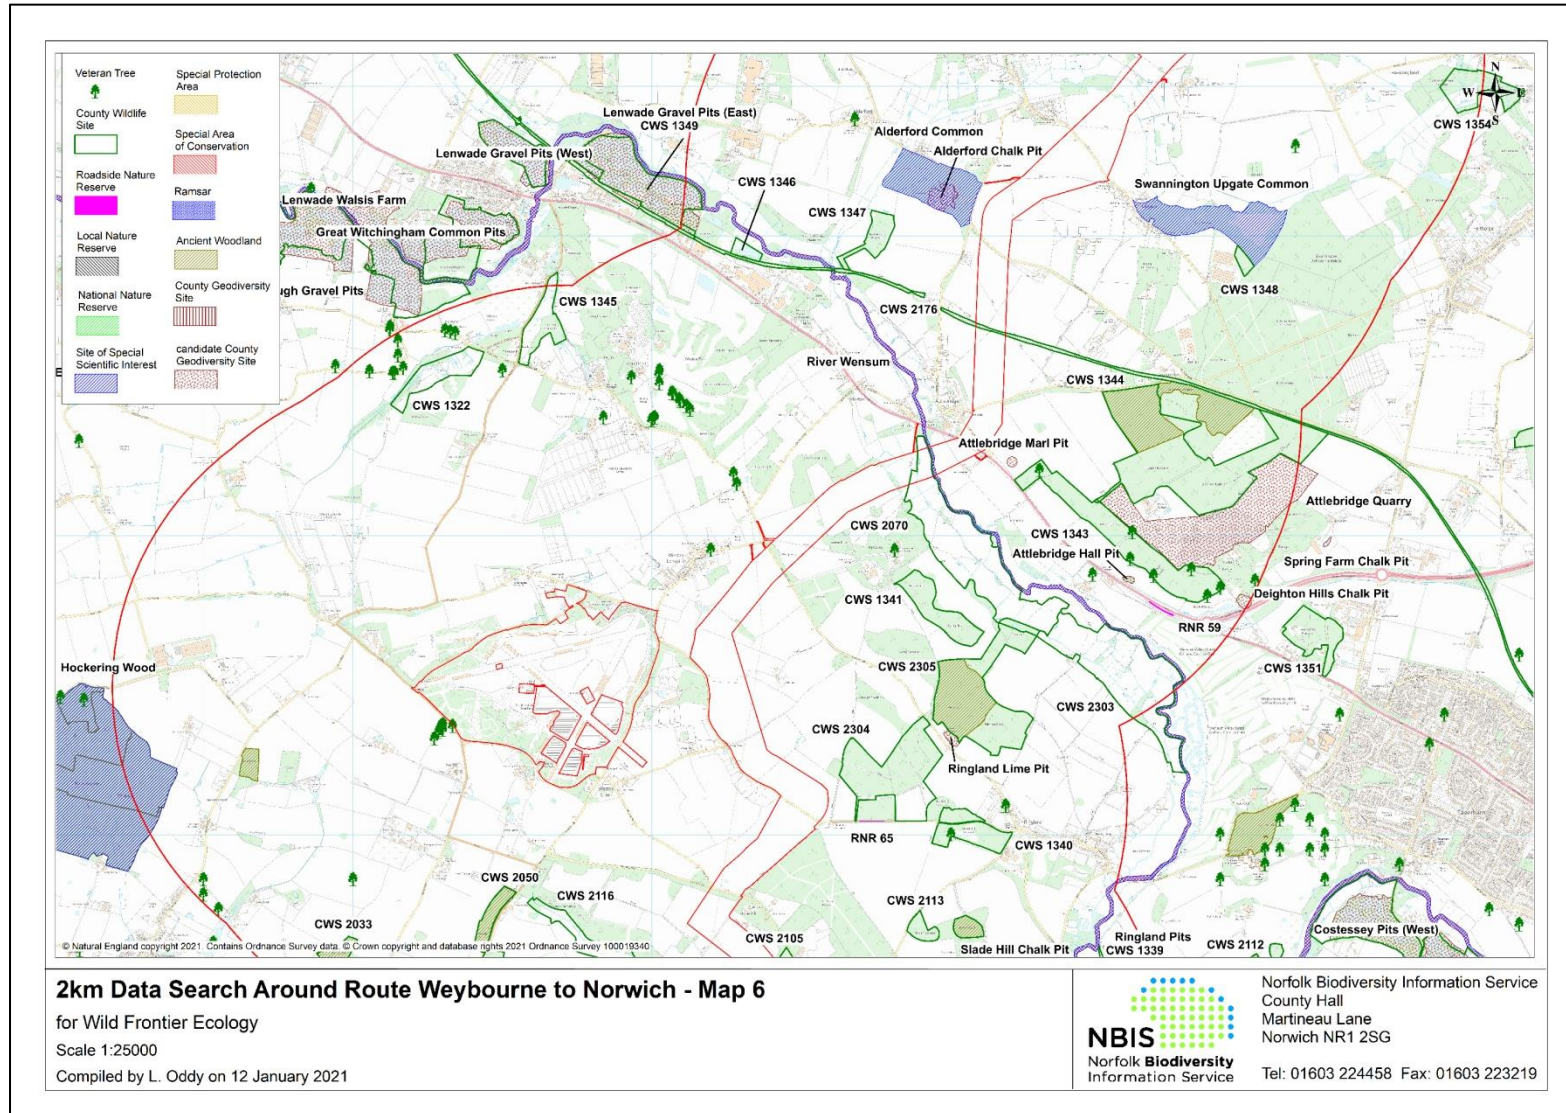 Veteran Tree
County Wildlife
Site
Roadside Nature
Reserve
Local Nature
Reserve
National Nature
Reserve
Site of Special
Scientific Interest
Special Protection
Area
Special Area
of Conservation
Ramsar
Ancient Woodland
County Geodiversity
Site
candidate County
Geodiversity Site
N
W
E
S
CWS 1354
Lenwade Gravel Pits (East)
CWS 1349
Lenwade Gravel Pits (West)
Alderford Common
Alderford Chalk Pit
CWS 1346
CWS 1347
Swannington Upgate Common
Lenwade Walsis Farm
Great Witchingham Common Pits
ugh Gravel Pits
CWS 1345
CWS 1348
CWS 2176
River Wensum
CWS 1344
CWS 1322
Attlebridge Marl Pit
Attlebridge Quarry
CWS 2070
CWS 1343
Attlebridge Hall Pit
Spring Farm Chalk Pit
Deighton Hills Chalk Pit
CWS 1341
RNR 59
Hockering Wood
CWS 2305
CWS 1351
CWS 2303
CWS 2304
Ringland Lime Pit
RNR 65
CWS 1340
CWS 2050
CWS 2116
CWS 2113
CWS 2033
CWS 2105
Slade Hill Chalk Pit
Ringland Pits
CWS 1339
CWS 2112
Costessey Pits (West)
© Natural England copyright 2021. Contains Ordnance Survey data. © Crown copyright and database rights 2021 Ordnance Survey 100019340
2km Data Search Around Route Weybourne to Norwich - Map 6
for Wild Frontier Ecology
Scale 1:25000
Compiled by L. Oddy on 12 January 2021
NBIS
Norfolk Biodiversity
Information Service
Norfolk Biodiversity Information Service
County Hall
Martineau Lane
Norwich NR1 2SG
Tel: 01603 224458 Fax: 01603 223219